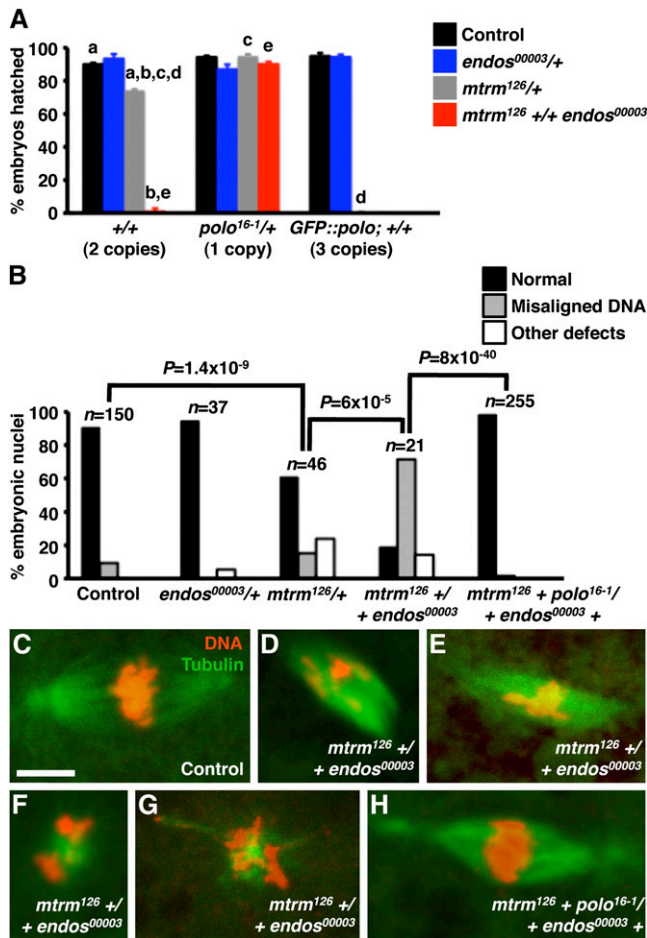 A
% embryos hatched
100
80
60
40
20
0
a
a,b,c,d
b,e
c
e
d
+/+
(2 copies)
polo16-1/+
(1 copy)
GFP::polo; +/+
(3 copies)
Control
endos00003/+
mtrm126/+
mtrm126 +/+ endos00003
B
Normal
Misaligned DNA
Other defects
% embryonic nuclei
100
80
60
40
20
0
P=1.4x10-9
P=6x10-5
P=8x10-40
n=150
n=37
n=46
n=21
n=255
Control
endos00003/+
mtrm126/+
mtrm126 +/
+ endos00003
mtrm126 + polo16-1/
+ endos00003 +
C
DNA
Tubulin
Control
D
mtrm126 +/
+ endos00003
E
mtrm126 +/
+ endos00003
F
mtrm126 +/
+ endos00003
G
mtrm126 +/
+ endos00003
H
mtrm126 + polo16-1/
+ endos00003 +